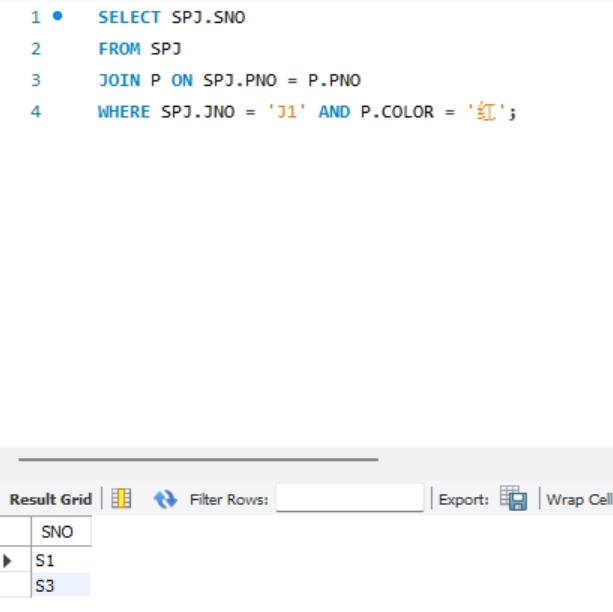 1 SELECT SPJ.SNO
2 FROM SPJ
3 JOIN P ON SPJ.PNO = P.PNO
4 WHERE SPJ.JNO = 'J1' AND P.COLOR = '红';
Result Grid Filter Rows: Export: Wrap Cell
SNO
S1
S3